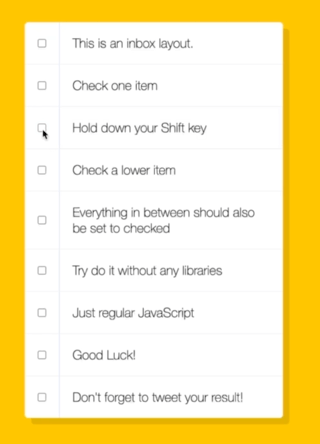 This is an inbox layout.
Check one item
Hold down your Shift key
Check a lower item
Everything in between should also
be set to checked
Try do it without any libraries
Just regular JavaScript
Good Luck!
Don't forget to tweet your result!